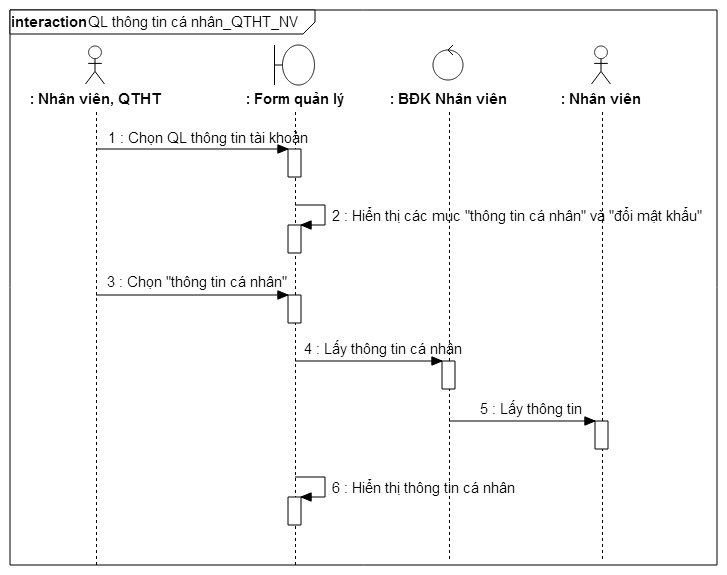 interaction QL thông tin cá nhân_QTHT_NV
: Nhân viên, QTHT
: Form quản lý
: BĐK Nhân viên
: Nhân viên
1 : Chọn QL thông tin tài khoản
2 : Hiển thị các mục "thông tin cá nhân" và "đổi mật khẩu"
3 : Chọn "thông tin cá nhân"
4 : Lấy thông tin cá nhân
5 : Lấy thông tin
6 : Hiển thị thông tin cá nhân